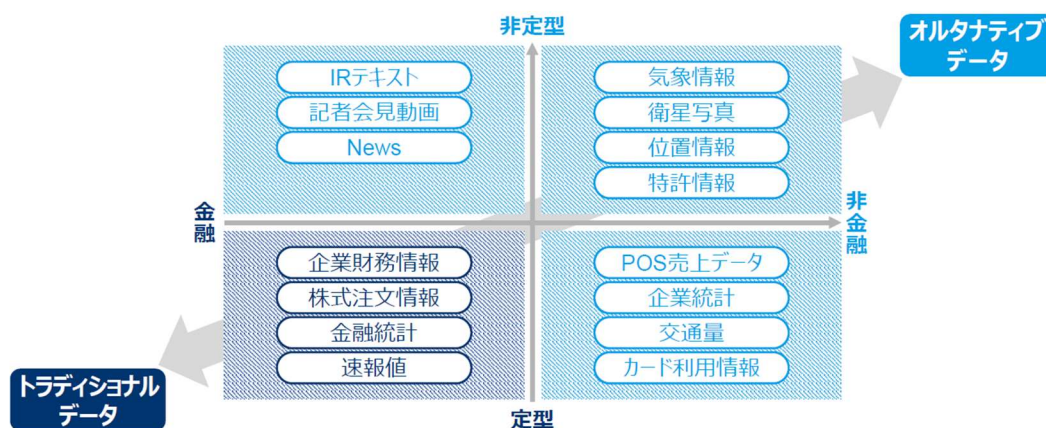 非定型
オルタナティブ
データ
IRテキスト
記者会見動画
News
気象情報
衛星写真
位置情報
特許情報
金融
非金融
企業財務情報
株式注文情報
金融統計
速報値
POS売上データ
企業統計
交通量
カード利用情報
トラディショナル
データ
定型